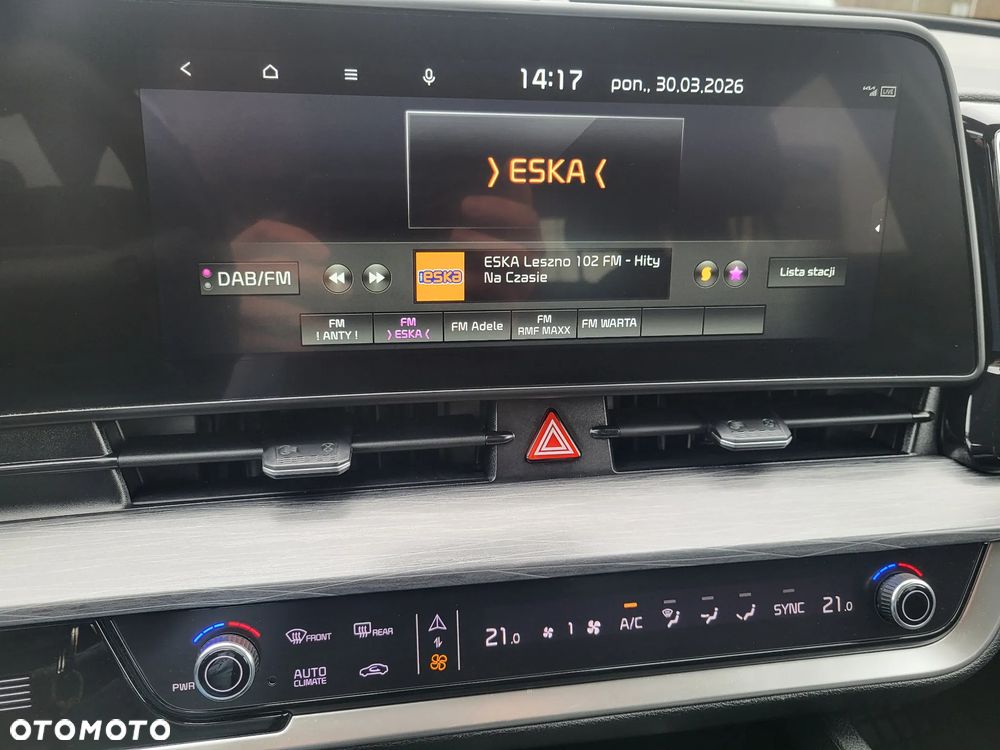 14:17 pon., 30.03.2026
LIVE
❭ ESKA ❬
DAB/FM
ESKA
ESKA Leszno 102 FM - Hity
Na Czasie
Lista stacji
FM
! ANTY !
FM
❭ ESKA ❬
FM Adele
FM
RMF MAXX
FM WARTA
PWR
FRONT
REAR
AUTO
CLIMATE
21.0
1
A/C
SYNC
21.0
OTOMOTO